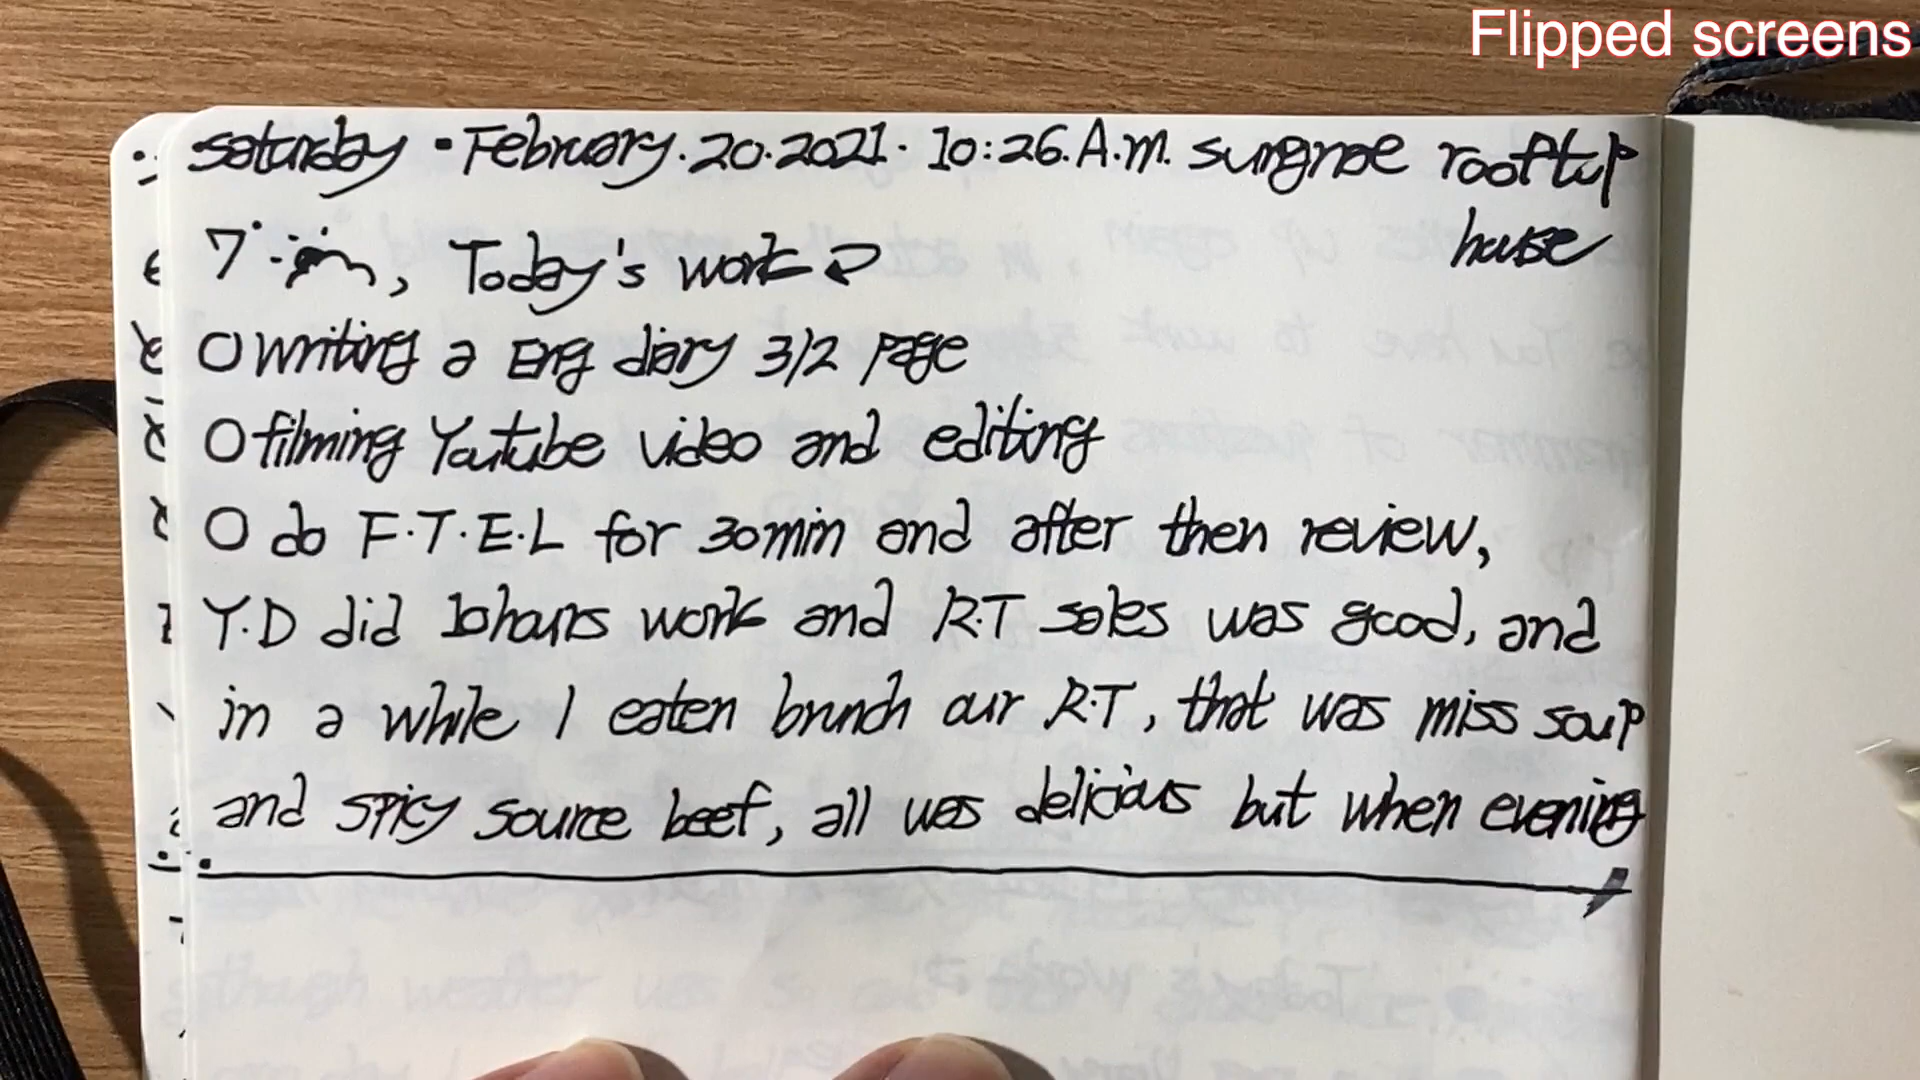 Flipped screens
saturday • February. 20. 2021 • 10:26. A.m. sungnae rooftop
house
7°, Today's work
O writing a Eng diary 3/2 page
O filming Youtube video and editing
O do F.T.E.L for 30min and after then review,
Y.D did 10hours work and R.T sales was good, and
in a while I eaten brunch our R.T, that was miss soup
and spicy source beef, all was delicious but when evening